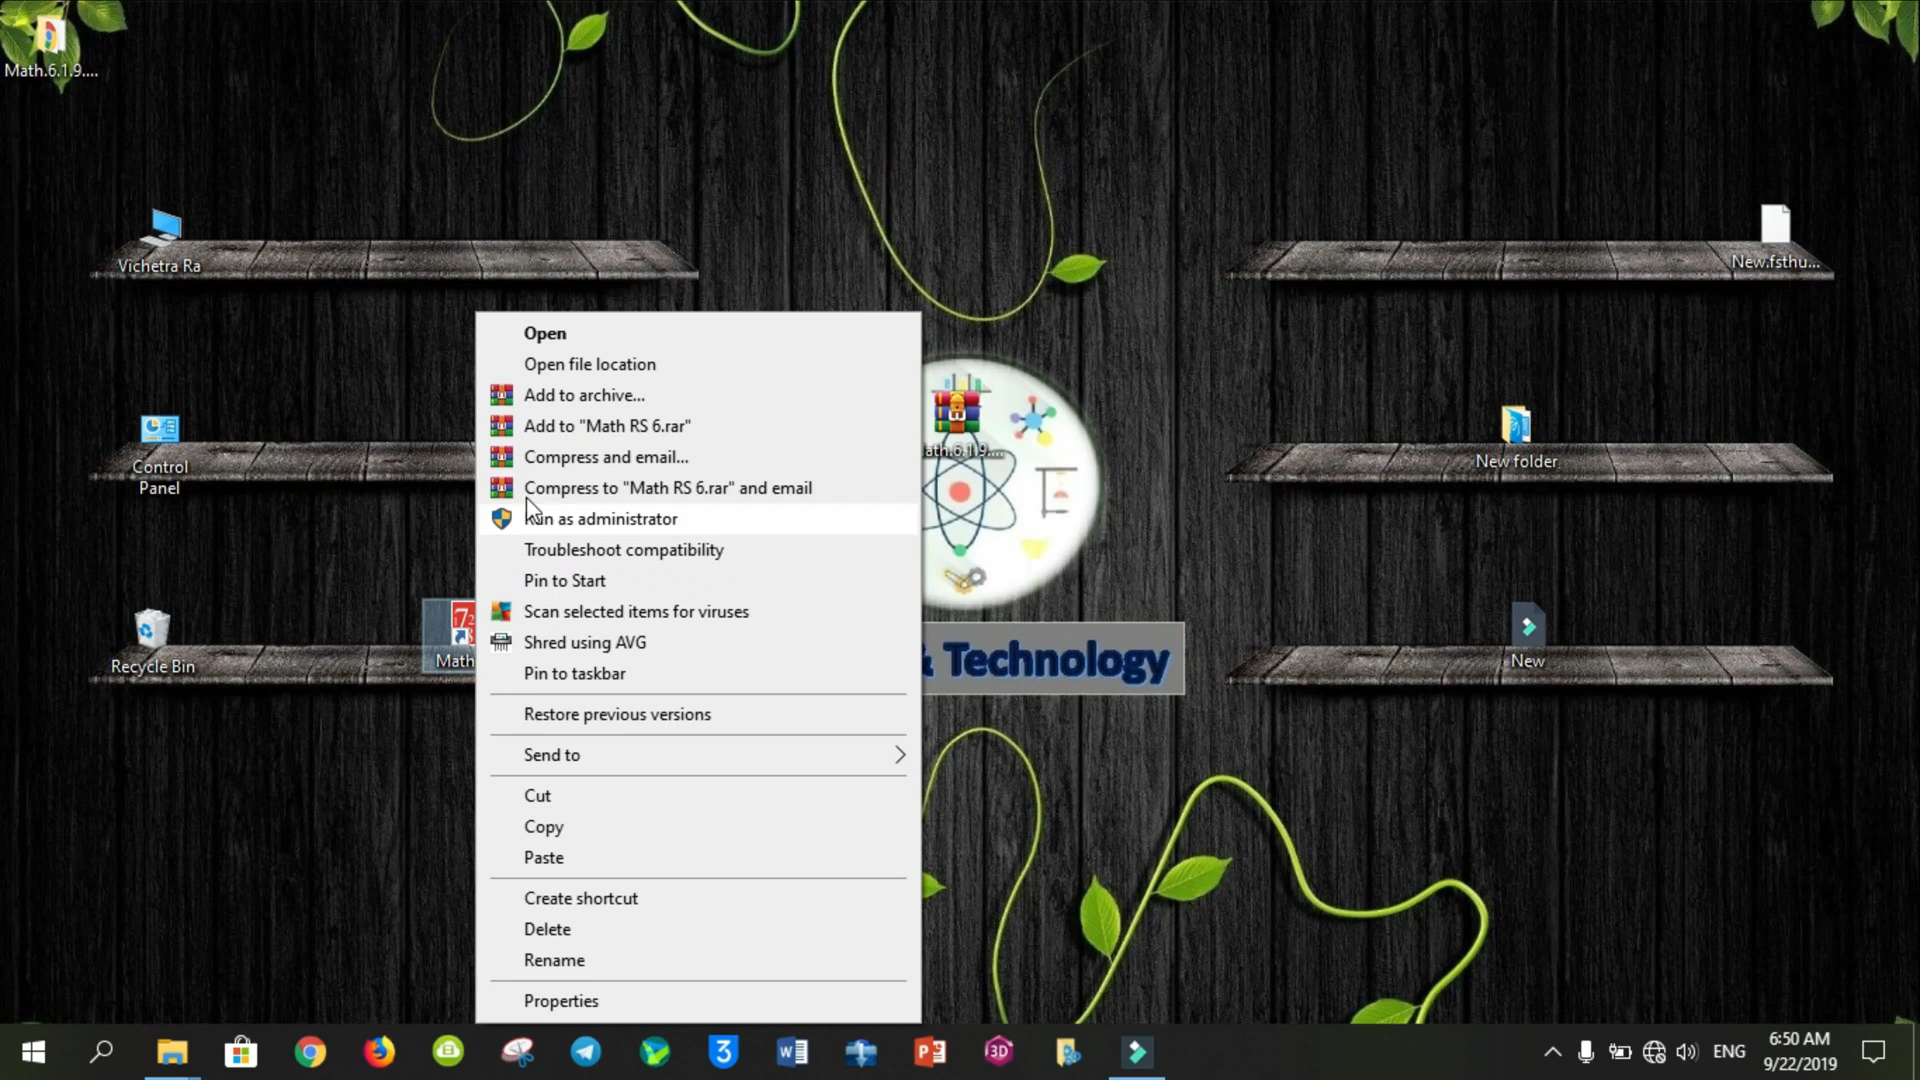 Math.6.1.9....
Vichetra Ra
New.fsthu...
Open
Open file location
Add to archive...
Add to "Math RS 6.rar"
Compress and email...
Compress to "Math RS 6.rar" and email
Run as administrator
Troubleshoot compatibility
Pin to Start
Scan selected items for viruses
Shred using AVG
Pin to taskbar
Restore previous versions
Send to
Cut
Copy
Paste
Create shortcut
Delete
Rename
Properties
Control
Panel
ath.6.1.9....
New folder
Recycle Bin
Math
& Technology
New
ENG
6:50 AM
9/22/2019